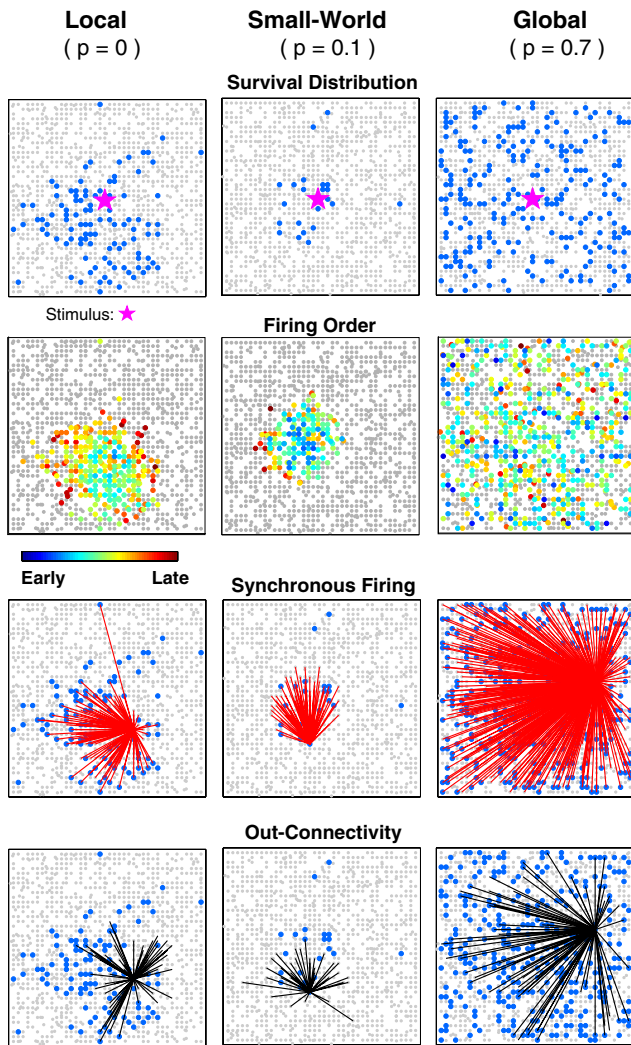 Local Small-World Global
( p = 0 ) ( p = 0.1 ) ( p = 0.7 )
Survival Distribution
Stimulus:
Firing Order
Early Late
Synchronous Firing
Out-Connectivity